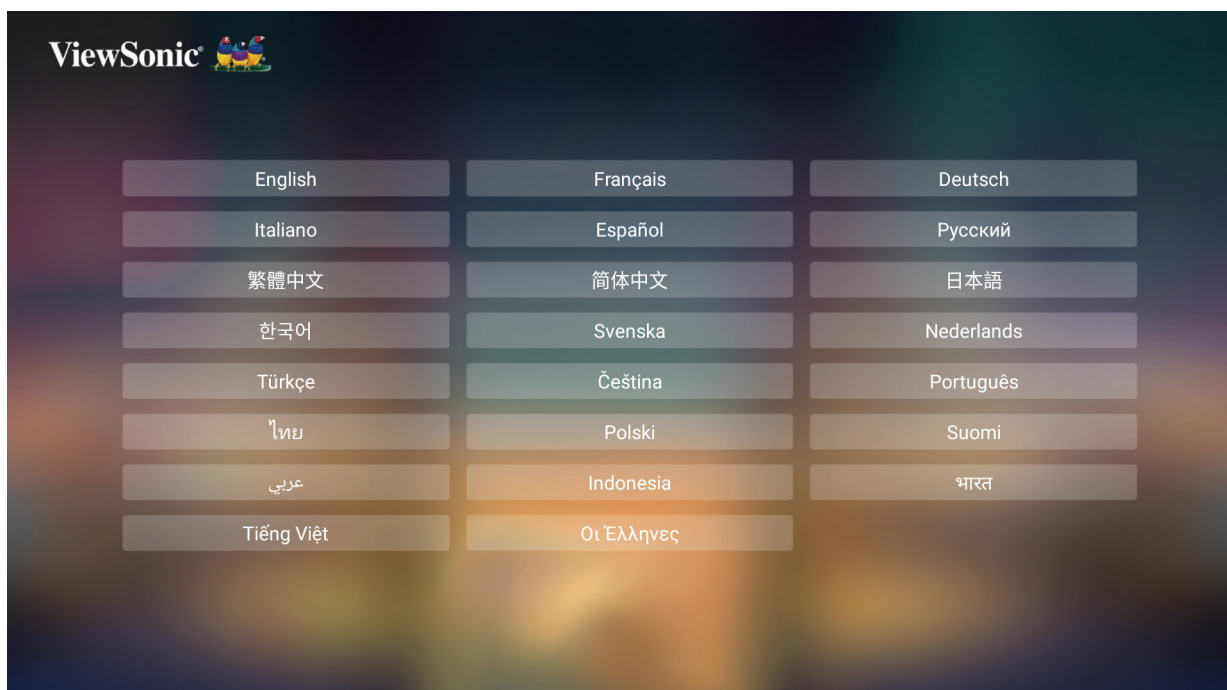 ViewSonic®
English Français Deutsch
Italiano Español Русский
繁體中文 简体中文 日本語
한국어 Svenska Nederlands
Türkçe Čeština Português
ไทย Polski Suomi
عربي Indonesia भारत
Tiếng Việt Οι Έλληνες